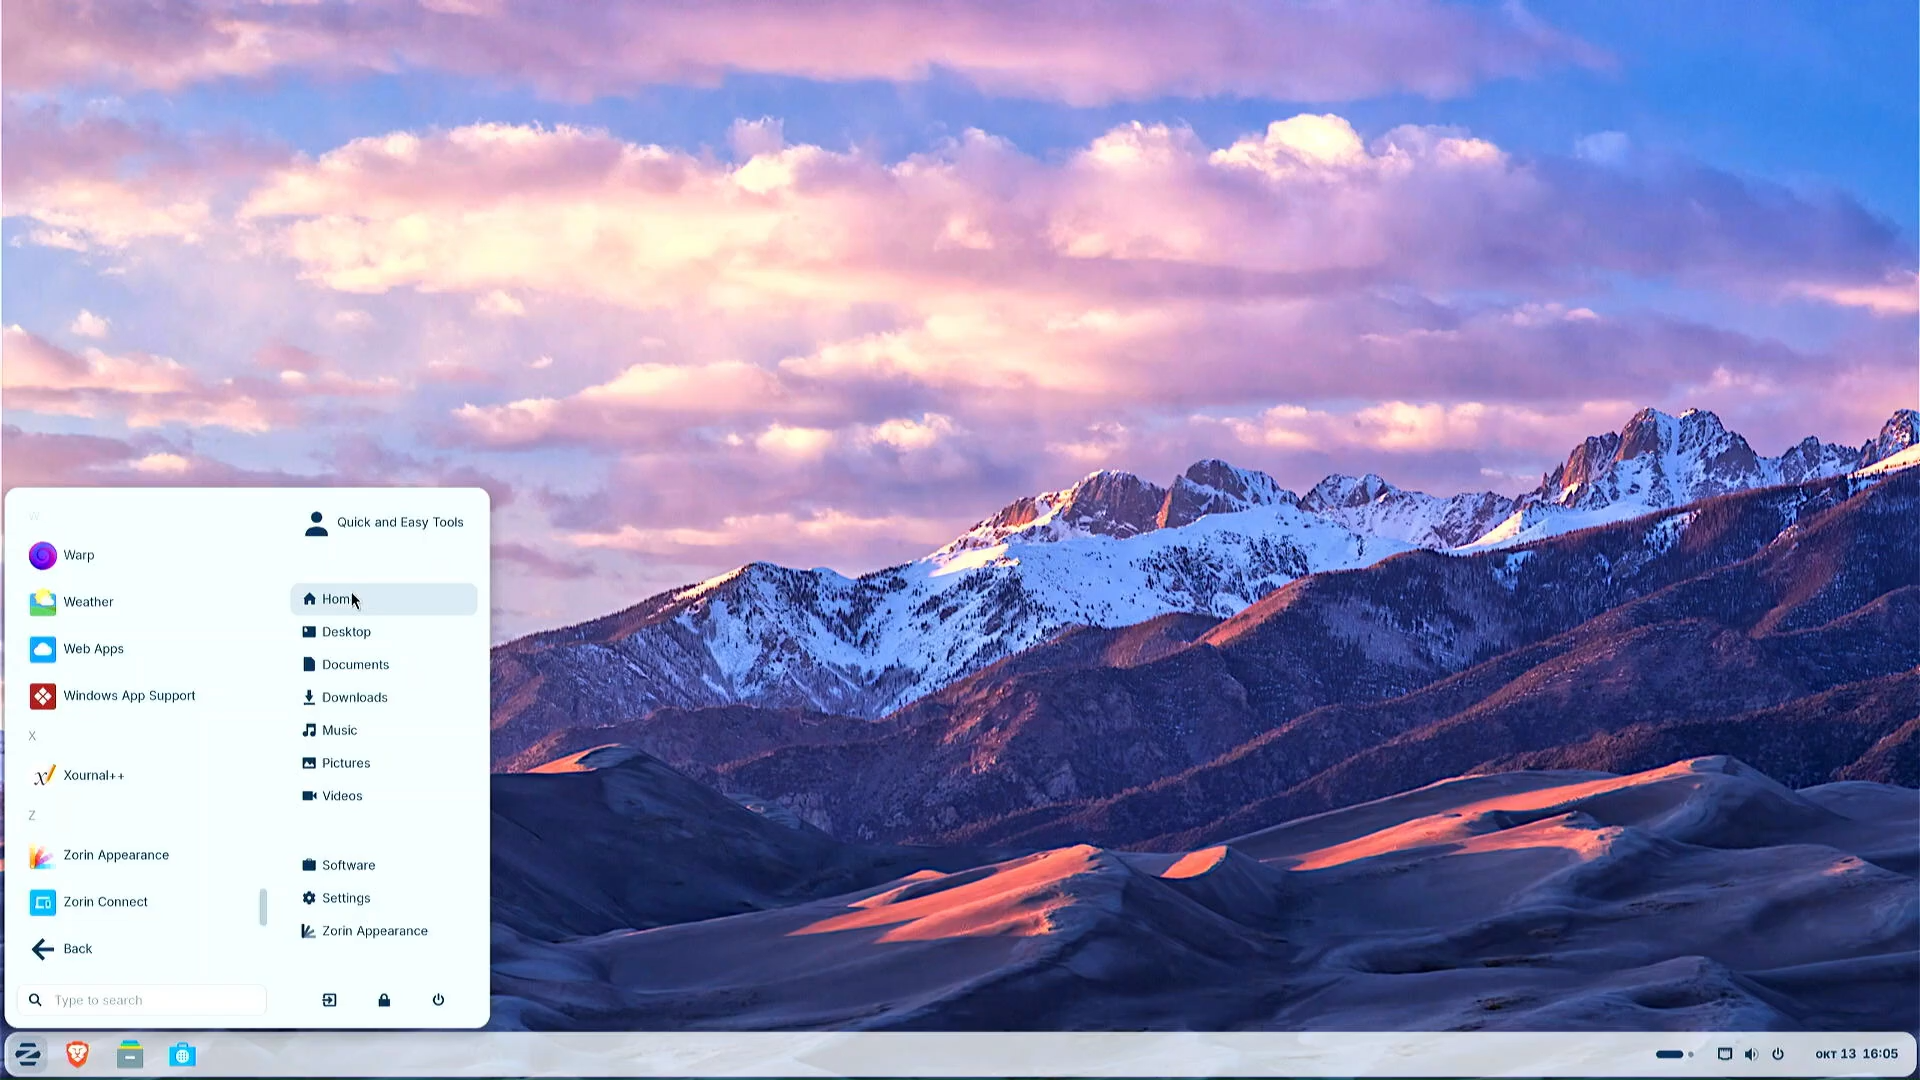 W
Warp
Weather
Web Apps
Windows App Support
X
Xournal++
Z
Zorin Appearance
Zorin Connect
Back
Type to search
Quick and Easy Tools
Hom
Desktop
Documents
Downloads
Music
Pictures
Videos
Software
Settings
Zorin Appearance
окт 13 16:05